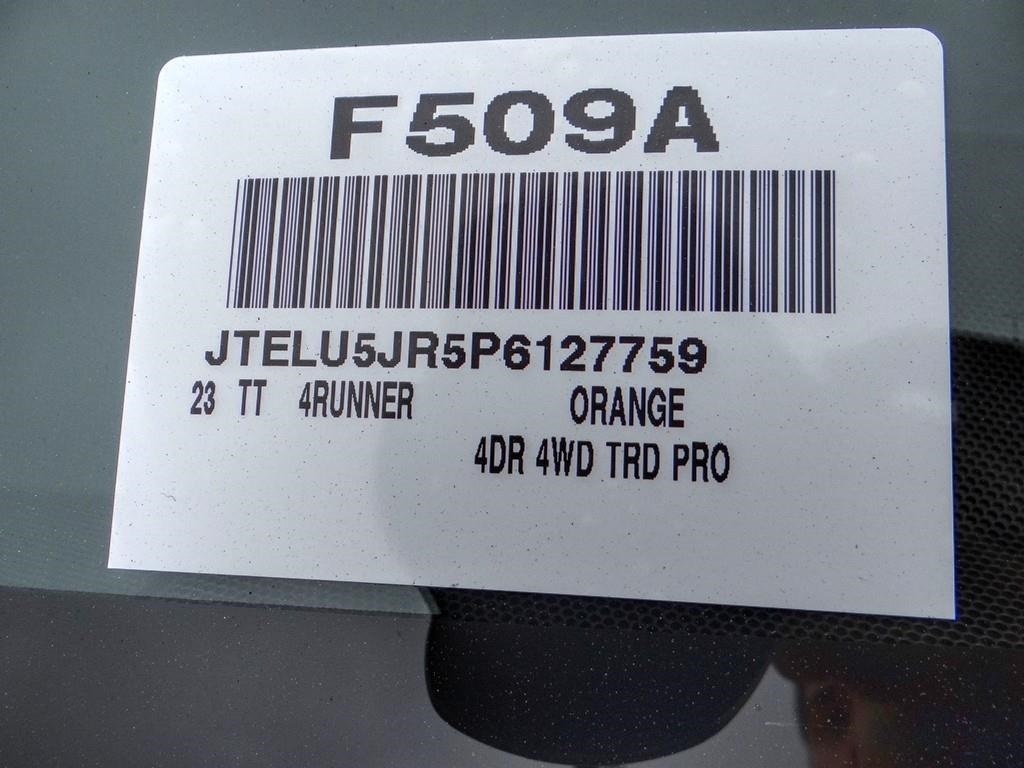 F509A
JTELU5JR5P6127759
23 TT 4RUNNER ORANGE
4DR 4WD TRD PRO